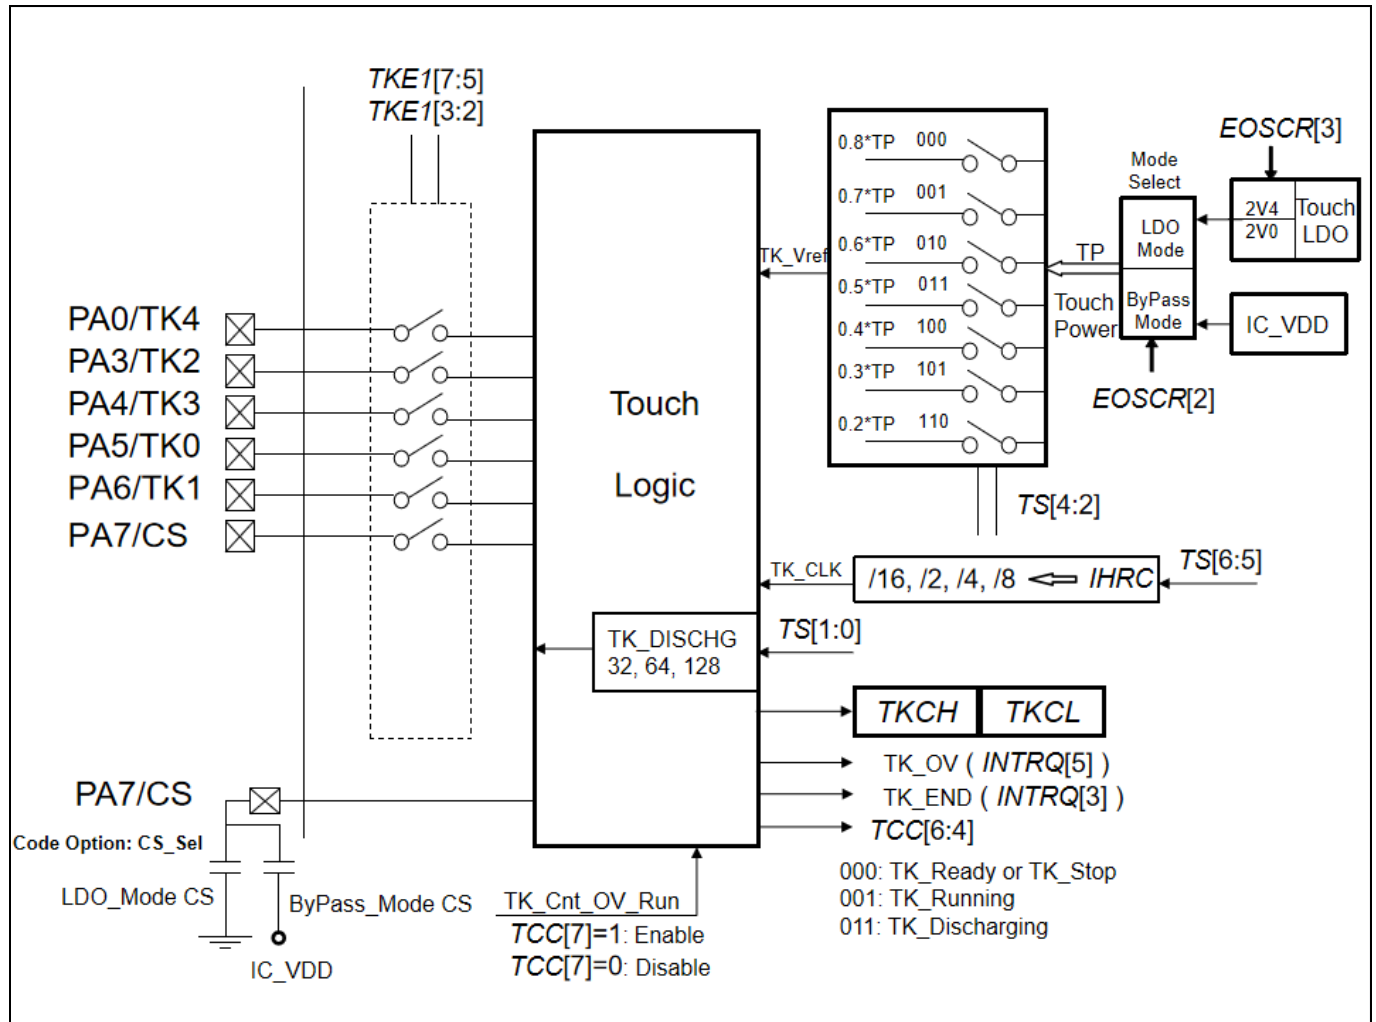 TKE1[7:5]
TKE1[3:2]
PA0/TK4
PA3/TK2
PA4/TK3
PA5/TK0
PA6/TK1
PA7/CS
Touch
Logic
TK_DISCHG
32, 64, 128
TK_Vref
0.8*TP 000
0.7*TP 001
0.6*TP 010
0.5*TP 011
0.4*TP 100
0.3*TP 101
0.2*TP 110
TS[4:2]
TP
Touch
Power
Mode
Select
LDO
Mode
ByPass
Mode
EOSCR[3]
2V4
2V0
Touch
LDO
IC_VDD
EOSCR[2]
TK_CLK
/16, /2, /4, /8 IHRC
TS[6:5]
TS[1:0]
TKCH TKCL
TK_OV ( INTRQ[5] )
TK_END ( INTRQ[3] )
TCC[6:4]
000: TK_Ready or TK_Stop
001: TK_Running
011: TK_Discharging
PA7/CS
Code Option: CS_Sel
LDO_Mode CS
ByPass_Mode CS
IC_VDD
TK_Cnt_OV_Run
TCC[7]=1: Enable
TCC[7]=0: Disable